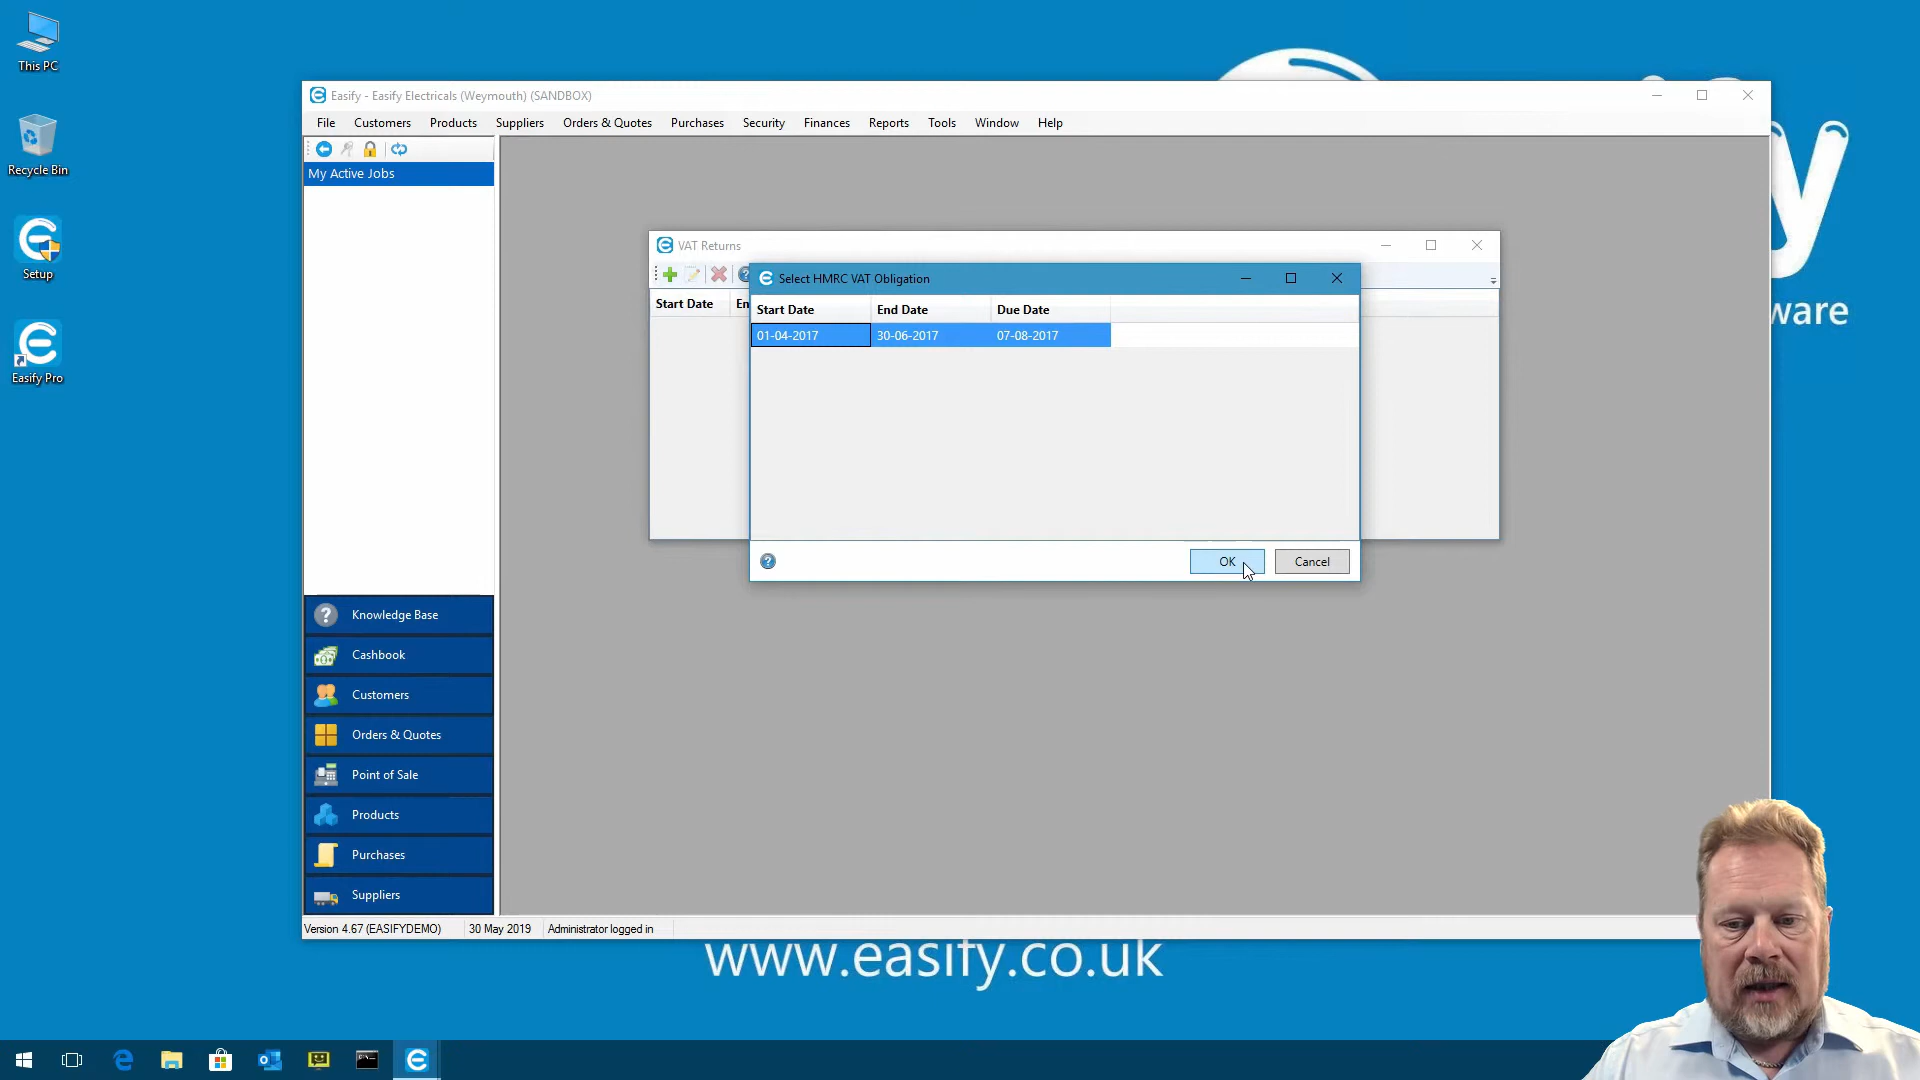 This PC
Recycle Bin
Setup
Easify Pro
Easify - Easify Electricals (Weymouth) (SANDBOX)
File Customers Products Suppliers Orders & Quotes Purchases Security Finances Reports Tools Window Help
My Active Jobs
VAT Returns
Start Date En
Select HMRC VAT Obligation
Start Date End Date Due Date
01-04-2017 30-06-2017 07-08-2017
OK Cancel
Knowledge Base
Cashbook
Customers
Orders & Quotes
Point of Sale
Products
Purchases
Suppliers
Version 4.67 (EASIFYDEMO) 30 May 2019 Administrator logged in
y
ware
www.easify.co.uk